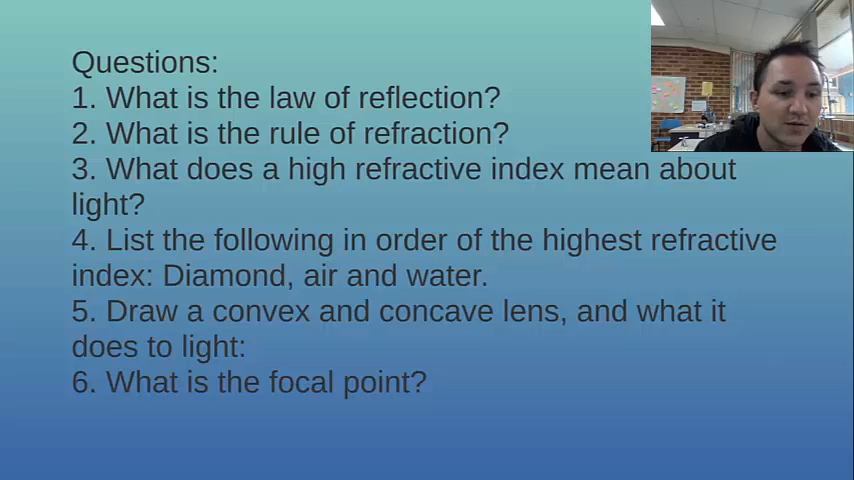 Questions:
1. What is the law of reflection?
2. What is the rule of refraction?
3. What does a high refractive index mean about
light?
4. List the following in order of the highest refractive
index: Diamond, air and water.
5. Draw a convex and concave lens, and what it
does to light:
6. What is the focal point?